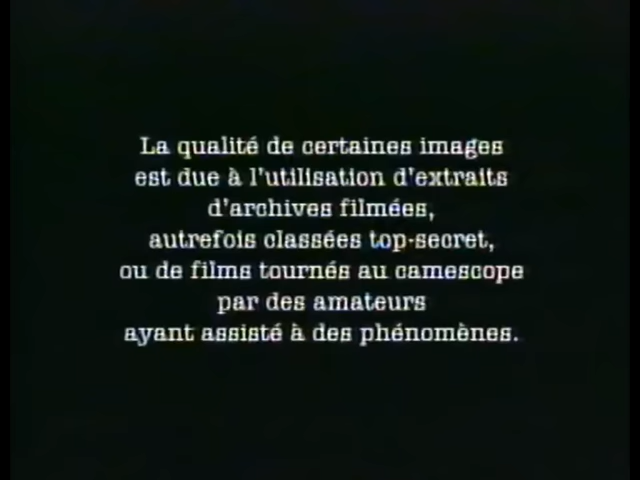 La qualité de certaines images
est due à l'utilisation d'extraits
d'archives filmées,
autrefois classées top-secret,
ou de films tournés au camescope
par des amateurs
ayant assisté à des phénomènes.